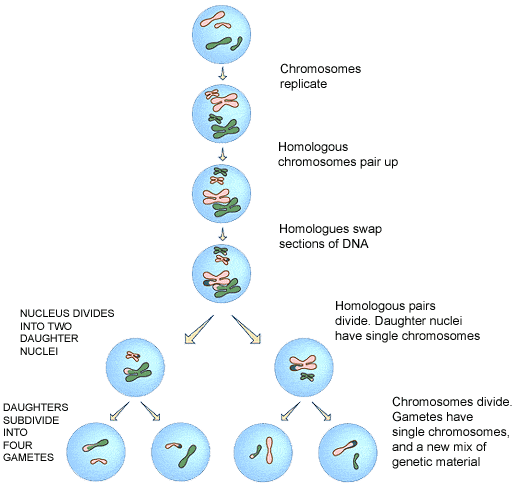 Chromosomes
replicate
Homologous
chromosomes pair up
Homologues swap
sections of DNA
NUCLEUS DIVIDES
INTO TWO
DAUGHTER
NUCLEI
Homologous pairs
divide. Daughter nuclei
have single chromosomes
DAUGHTERS
SUBDIVIDE
INTO
FOUR
GAMETES
Chromosomes divide.
Gametes have
single chromosomes,
and a new mix of
genetic material